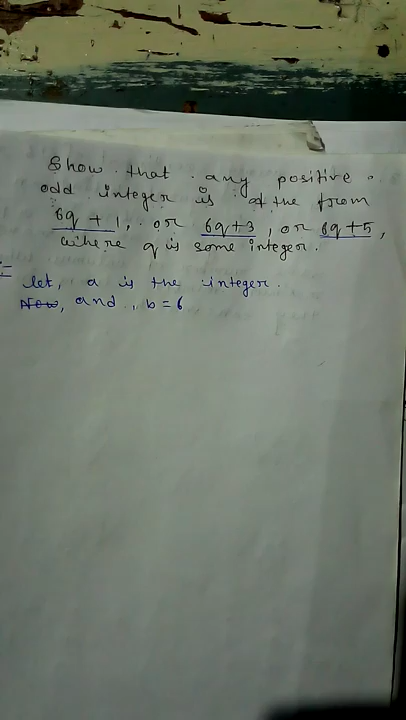 Show that any positive
odd integer is of the from
6q + 1, or 6q+3, or 6q+5,
where q is some integer.
:-
let, a is the integer.
Now, and, b = 6